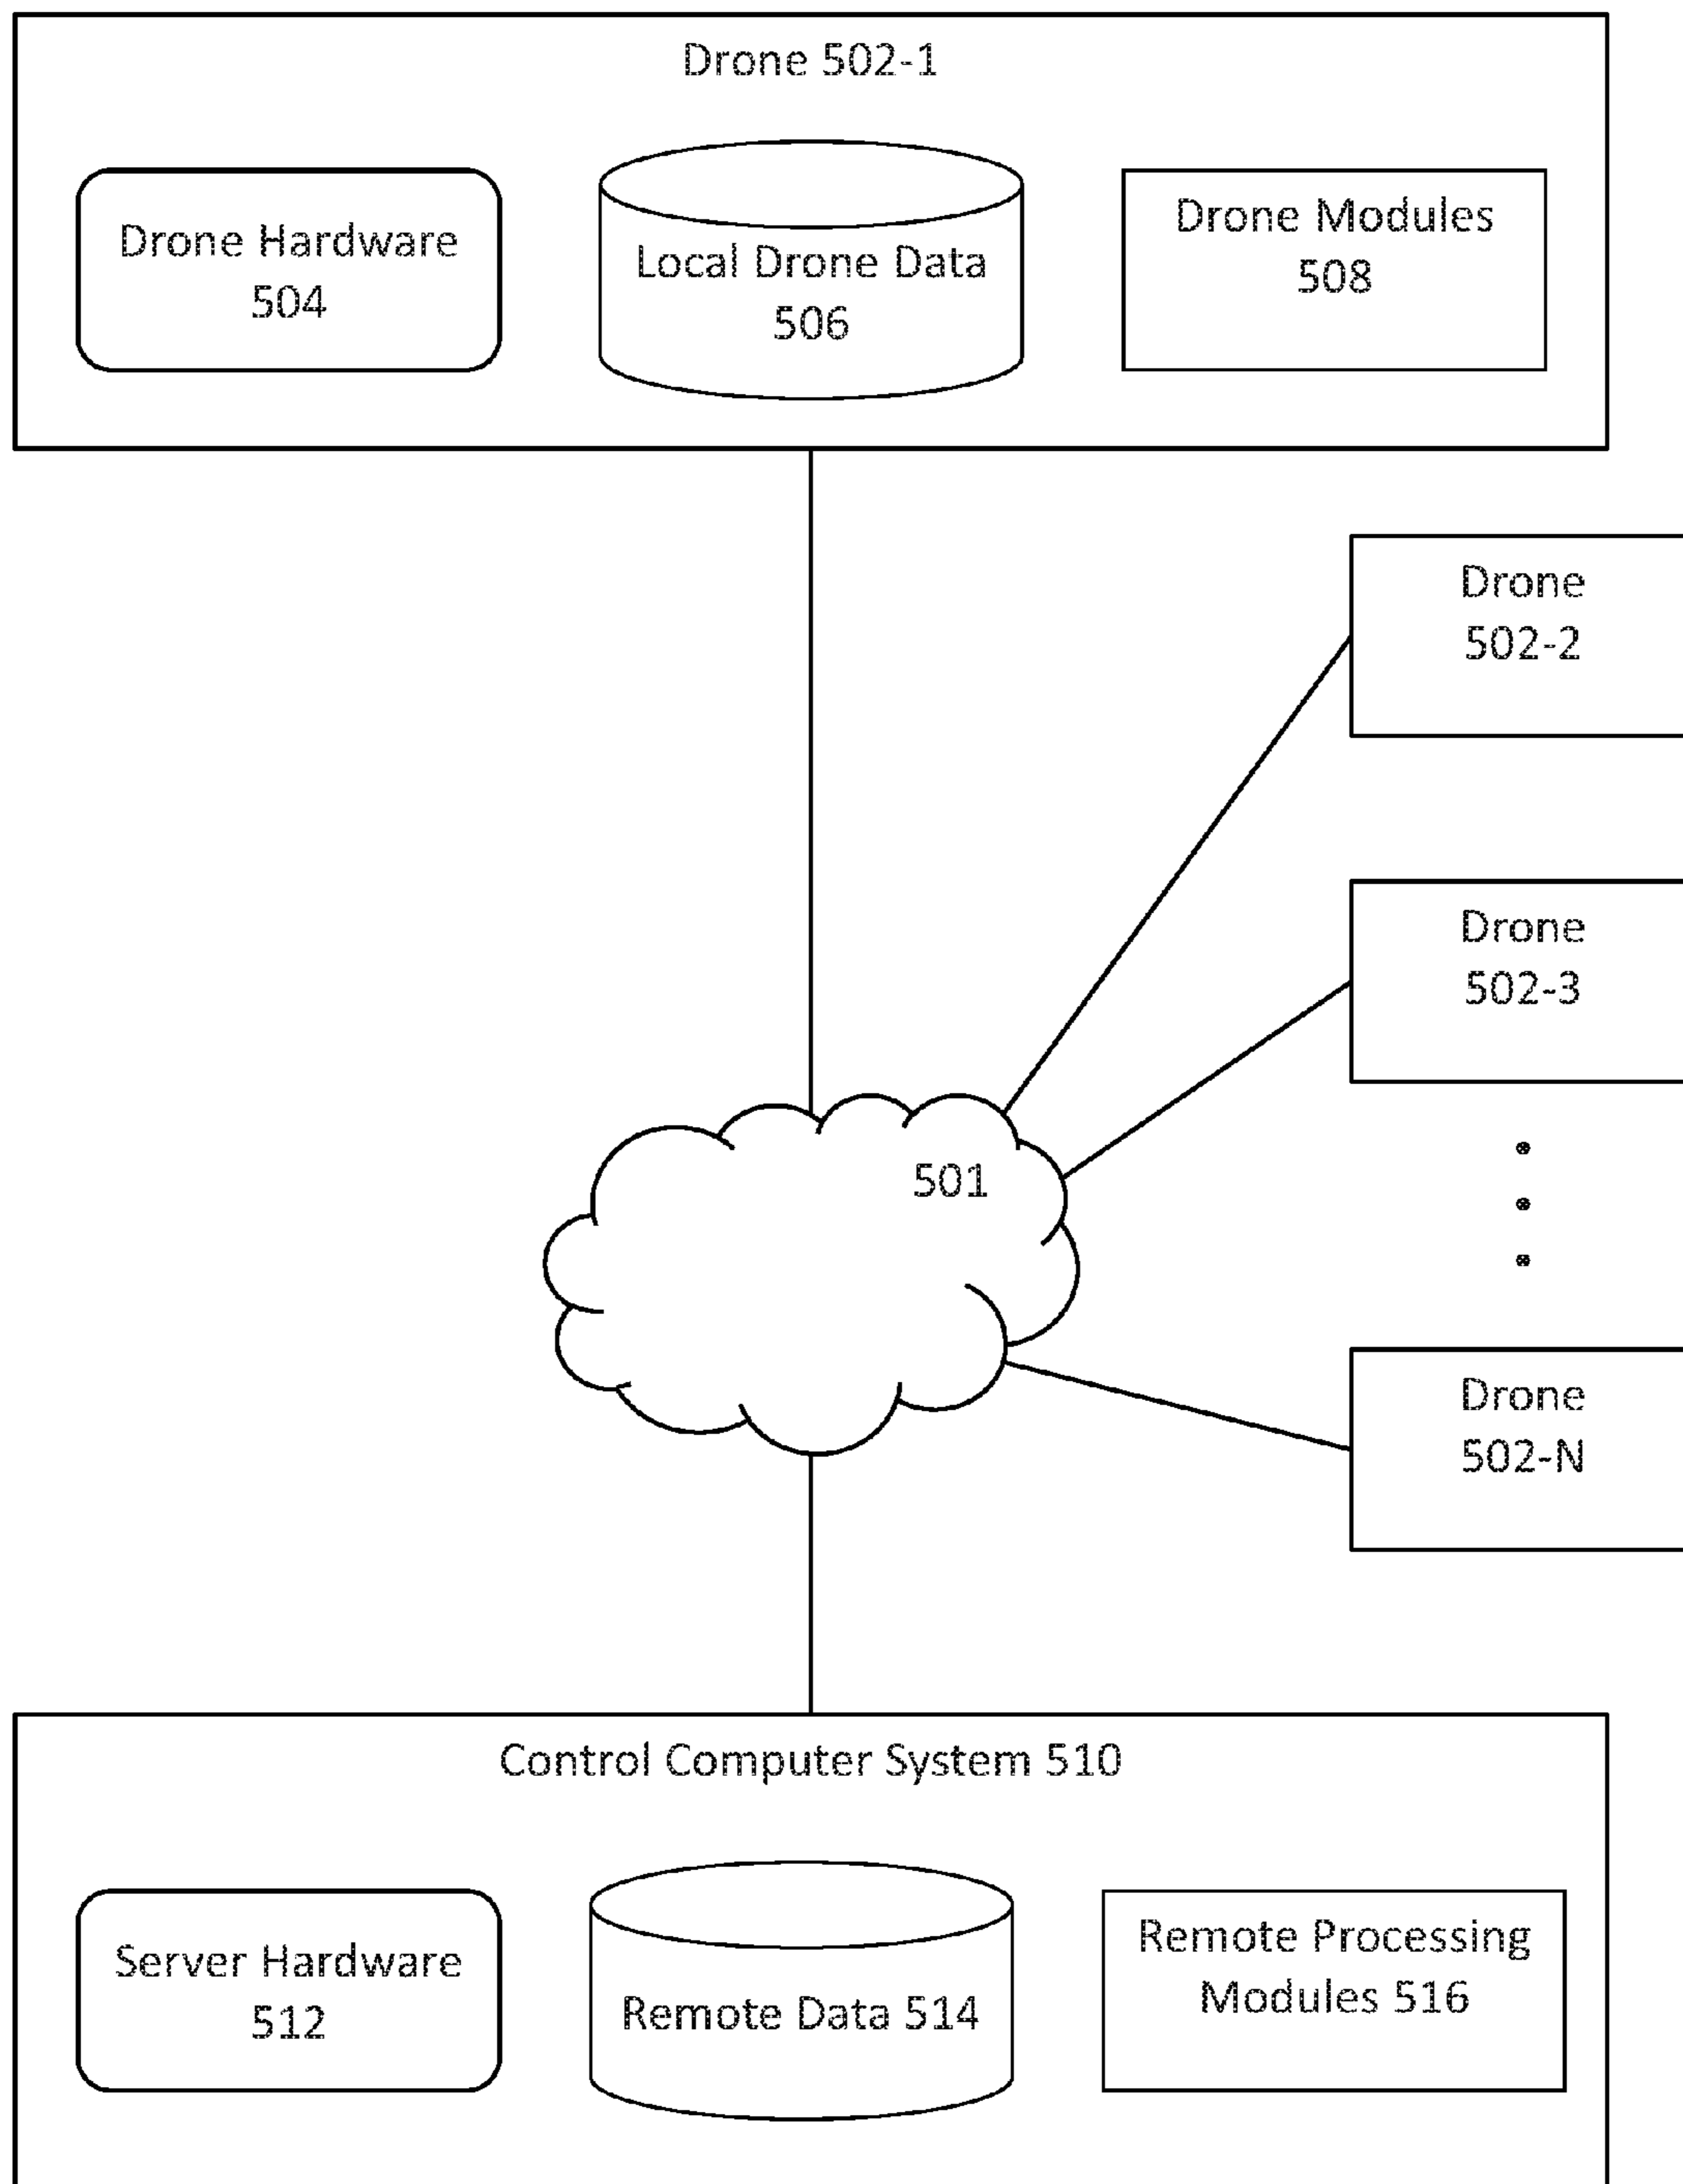 Drone 502-1
Drone Hardware
504
Local Drone Data
506
Drone Modules
508
Drone
502-2
Drone
502-3
501
Drone
502-N
Control Computer System 510
Server Hardware
512
Remote Data 514
Remote Processing
Modules 516